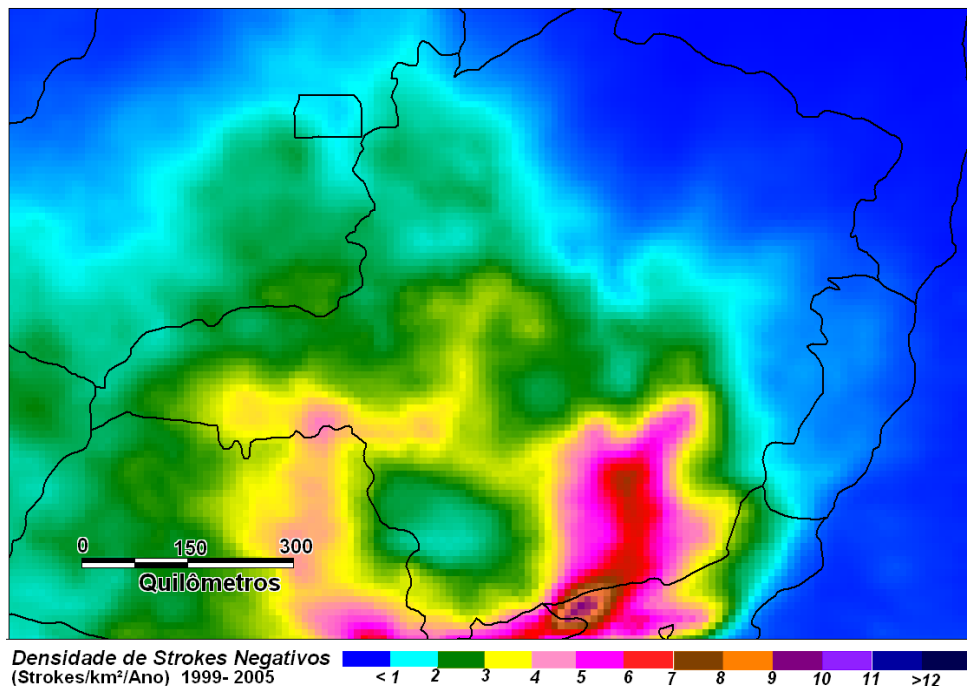 0 150 300
Quilômetros
Densidade de Strokes Negativos
(Strokes/km²/Ano) 1999- 2005
< 1 2 3 4 5 6 7 8 9 10 11 >12